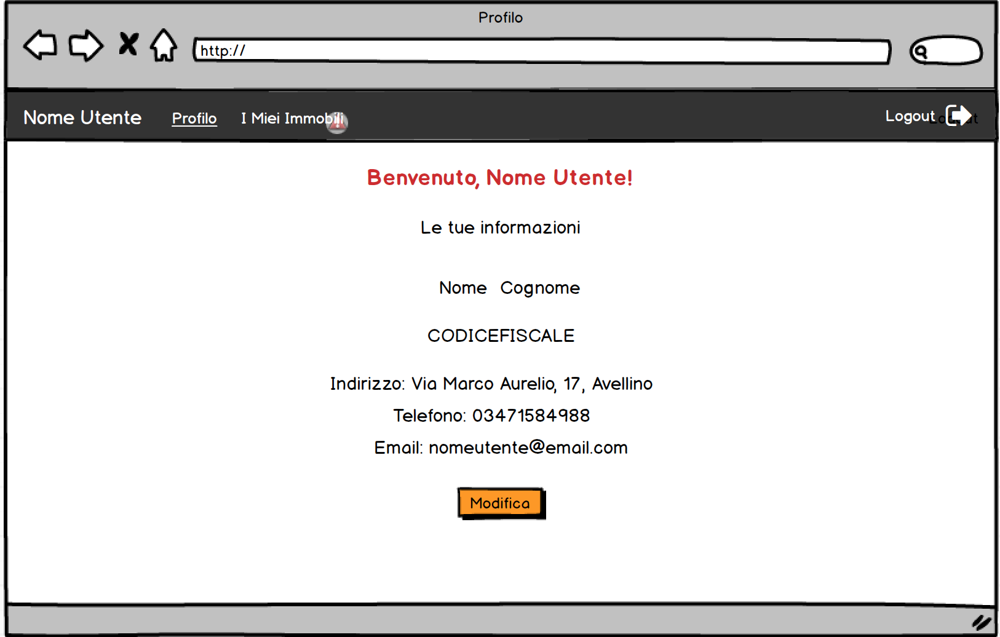 Profilo
http://
Nome Utente Profilo I Miei Immobili Logout
Benvenuto, Nome Utente!
Le tue informazioni
Nome Cognome
CODICEFISCALE
Indirizzo: Via Marco Aurelio, 17, Avellino
Telefono: 03471584988
Email: nomeutente@email.com
Modifica